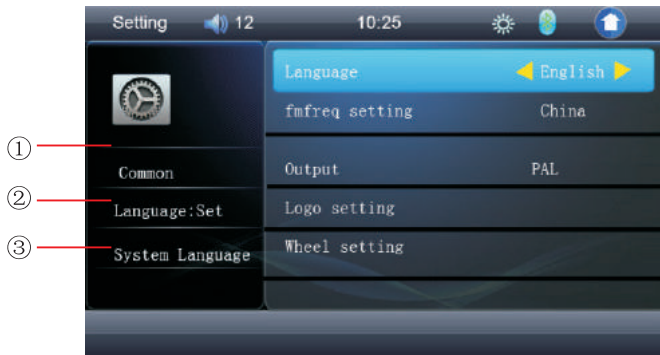 Setting 12 10:25
Language English
fmfreq setting China
① Common
Output PAL
② Language:Set
Logo setting
③ System Language
Wheel setting